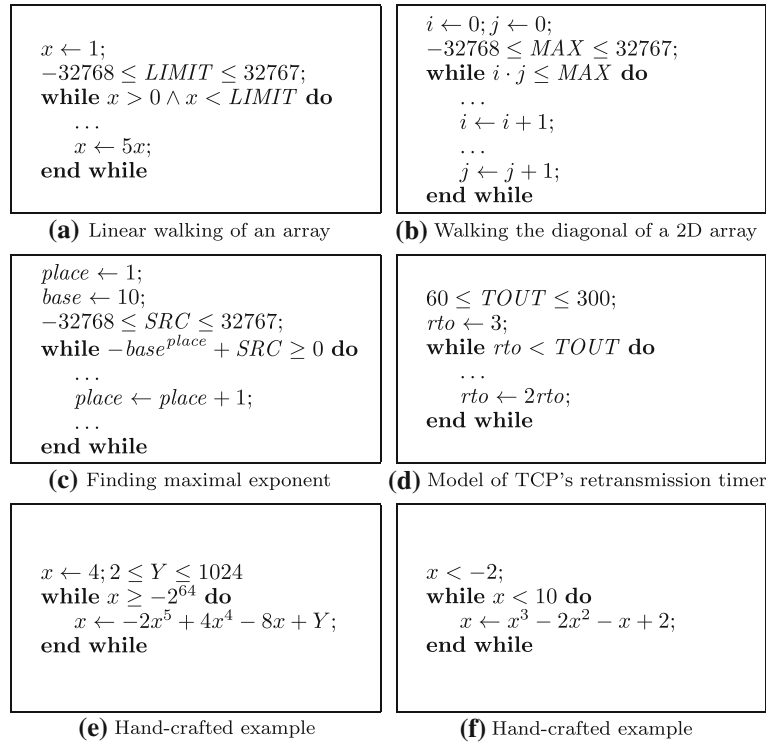 x ← 1;
−32768 ≤ LIMIT ≤ 32767;
while x > 0 ∧ x < LIMIT do
...
x ← 5x;
end while
(a) Linear walking of an array
i ← 0; j ← 0;
−32768 ≤ MAX ≤ 32767;
while i · j ≤ MAX do
...
i ← i + 1;
...
j ← j + 1;
end while
(b) Walking the diagonal of a 2D array
place ← 1;
base ← 10;
−32768 ≤ SRC ≤ 32767;
while −base^place + SRC ≥ 0 do
...
place ← place + 1;
...
end while
(c) Finding maximal exponent
60 ≤ TOUT ≤ 300;
rto ← 3;
while rto < TOUT do
...
rto ← 2rto;
end while
(d) Model of TCP's retransmission timer
x ← 4; 2 ≤ Y ≤ 1024
while x ≥ −2^64 do
x ← −2x^5 + 4x^4 − 8x + Y;
end while
(e) Hand-crafted example
x < −2;
while x < 10 do
x ← x^3 − 2x^2 − x + 2;
end while
(f) Hand-crafted example